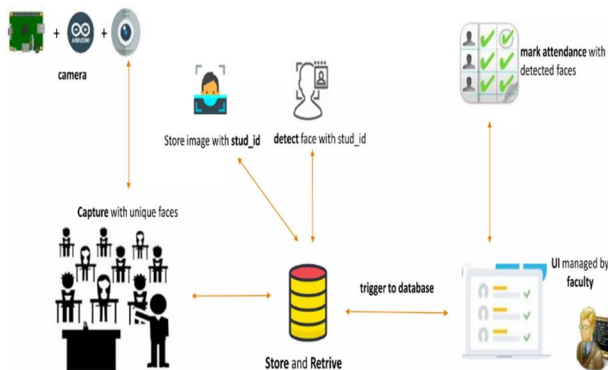 +
+
camera
Store image with stud_id
detect face with stud_id
mark attendance with
detected faces
Capture with unique faces
trigger to database
UI managed by
faculty
Store and Retrive